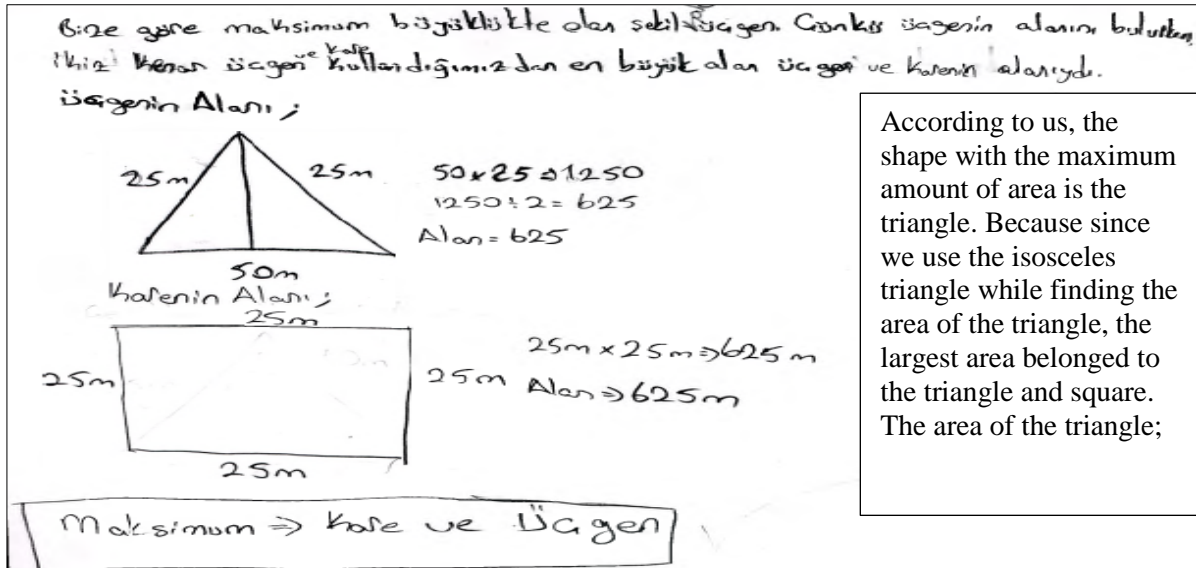 Bize göre maksimum büyüklükte olan şekil üçgen. Çünkü üçgenin alanını bulurken,
ikiz kenar üçgen ve kare kullandığımızdan en büyük alan üçgen ve karenin alanıydı.
Üçgenin Alanı;
25m
25m
50m
50x25⇒1250
1250÷2=625
Alan=625
Karenin Alanı;
25m
25m
25m
25m
25m x 25m⇒625m
Alan⇒625m
Maksimum ⇒ Kare ve Üçgen
According to us, the
shape with the maximum
amount of area is the
triangle. Because since
we use the isosceles
triangle while finding the
area of the triangle, the
largest area belonged to
the triangle and square.
The area of the triangle;